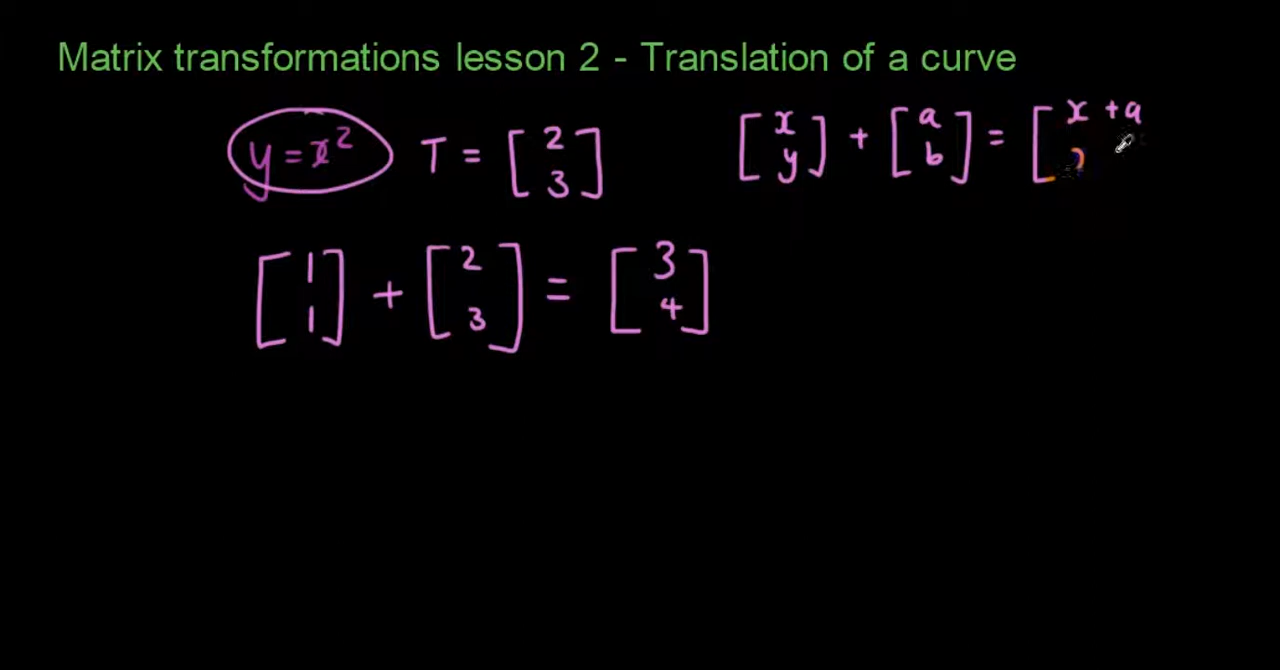 Matrix transformations lesson 2 - Translation of a curve
y = x² T = [2 3] [x y] + [a b] = [x + a
[1 1] + [2 3] = [3 4]